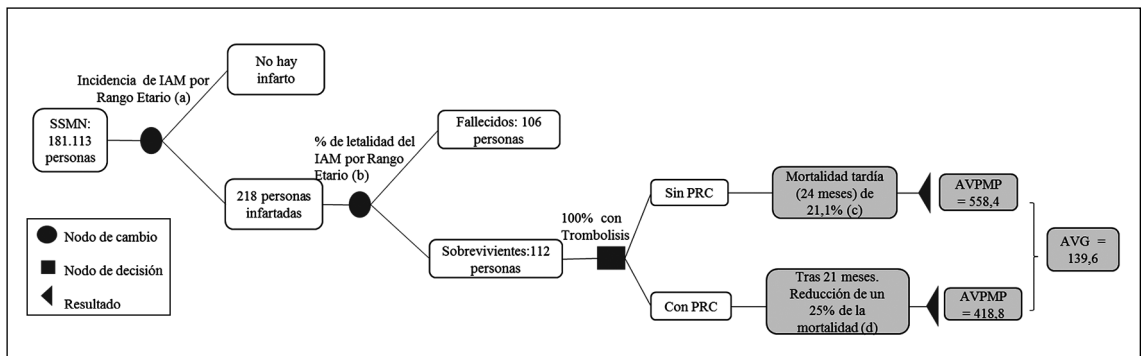 No hay
infarto
Incidencia de IAM por
Rango Etario (a)
SSMN:
181.113
personas
Fallecidos: 106
personas
% de letalidad del
IAM por Rango
Etario (b)
218 personas
infartadas
Sobrevivientes:112
personas
100% con
Trombolisis
Sin PRC
Mortalidad tardía
(24 meses) de
21,1% (c)
AVPMP
= 558,4
Con PRC
Tras 21 meses.
Reducción de un
25% de la
mortalidad (d)
AVPMP
= 418,8
AVG =
139,6
Nodo de cambio
Nodo de decisión
Resultado